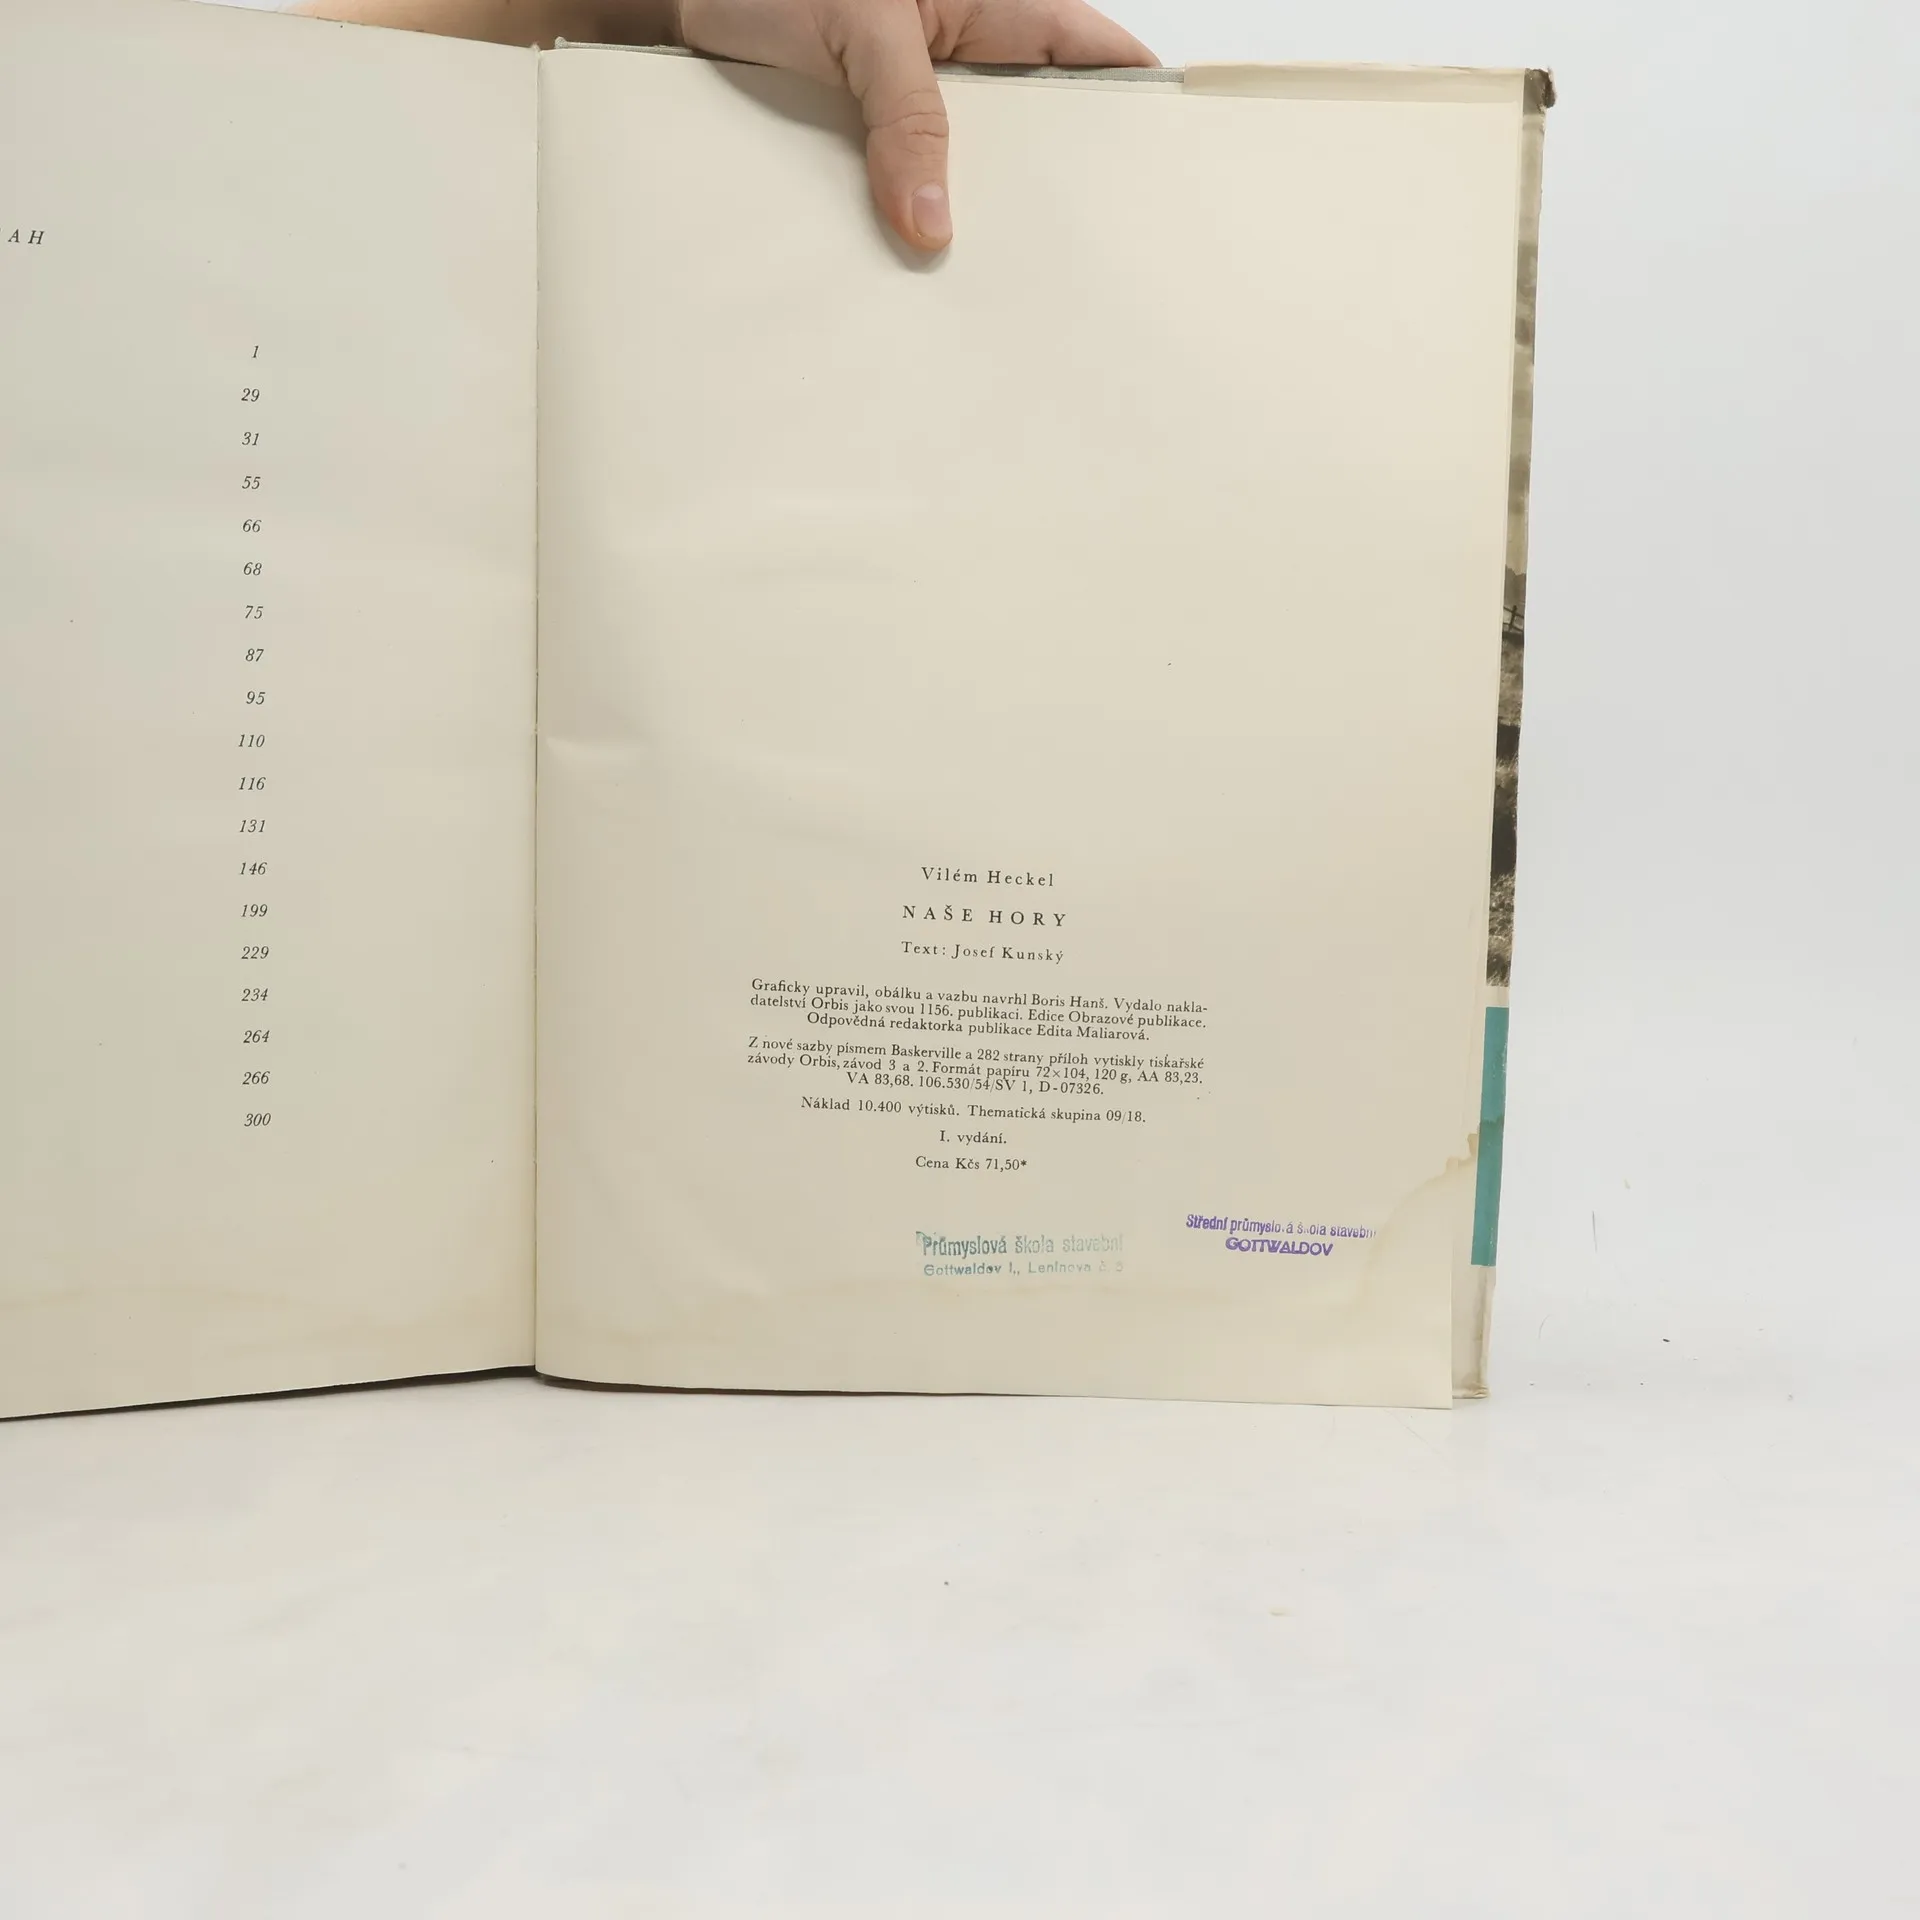 AH
1
29
31
55
66
68
75
87
95
110
116
131
146
199
229
234
264
266
300
Vilém Heckel
NAŠE HORY
Text: Josef Kunský
Graficky upravil, obálku a vazbu navrhl Boris Hanš. Vydalo nakla-
datelství Orbis jako svou 1156. publikaci. Edice Obrazové publikace.
Odpovědná redaktorka publikace Edita Maliarová.
Z nové sazby písmem Baskerville a 282 strany příloh vytiskly tiskařské
závody Orbis, závod 3 a 2. Formát papíru 72×104, 120 g, AA 83,23.
VA 83,68. 106.530/54/SV 1, D-07326.
Náklad 10.400 výtisků. Thematická skupina 09/18.
I. vydání.
Cena Kčs 71,50*
Průmyslová škola stavební
Gottwaldov I., Leninova č. 5
Střední průmyslová škola stavební
GOTTWALDOV